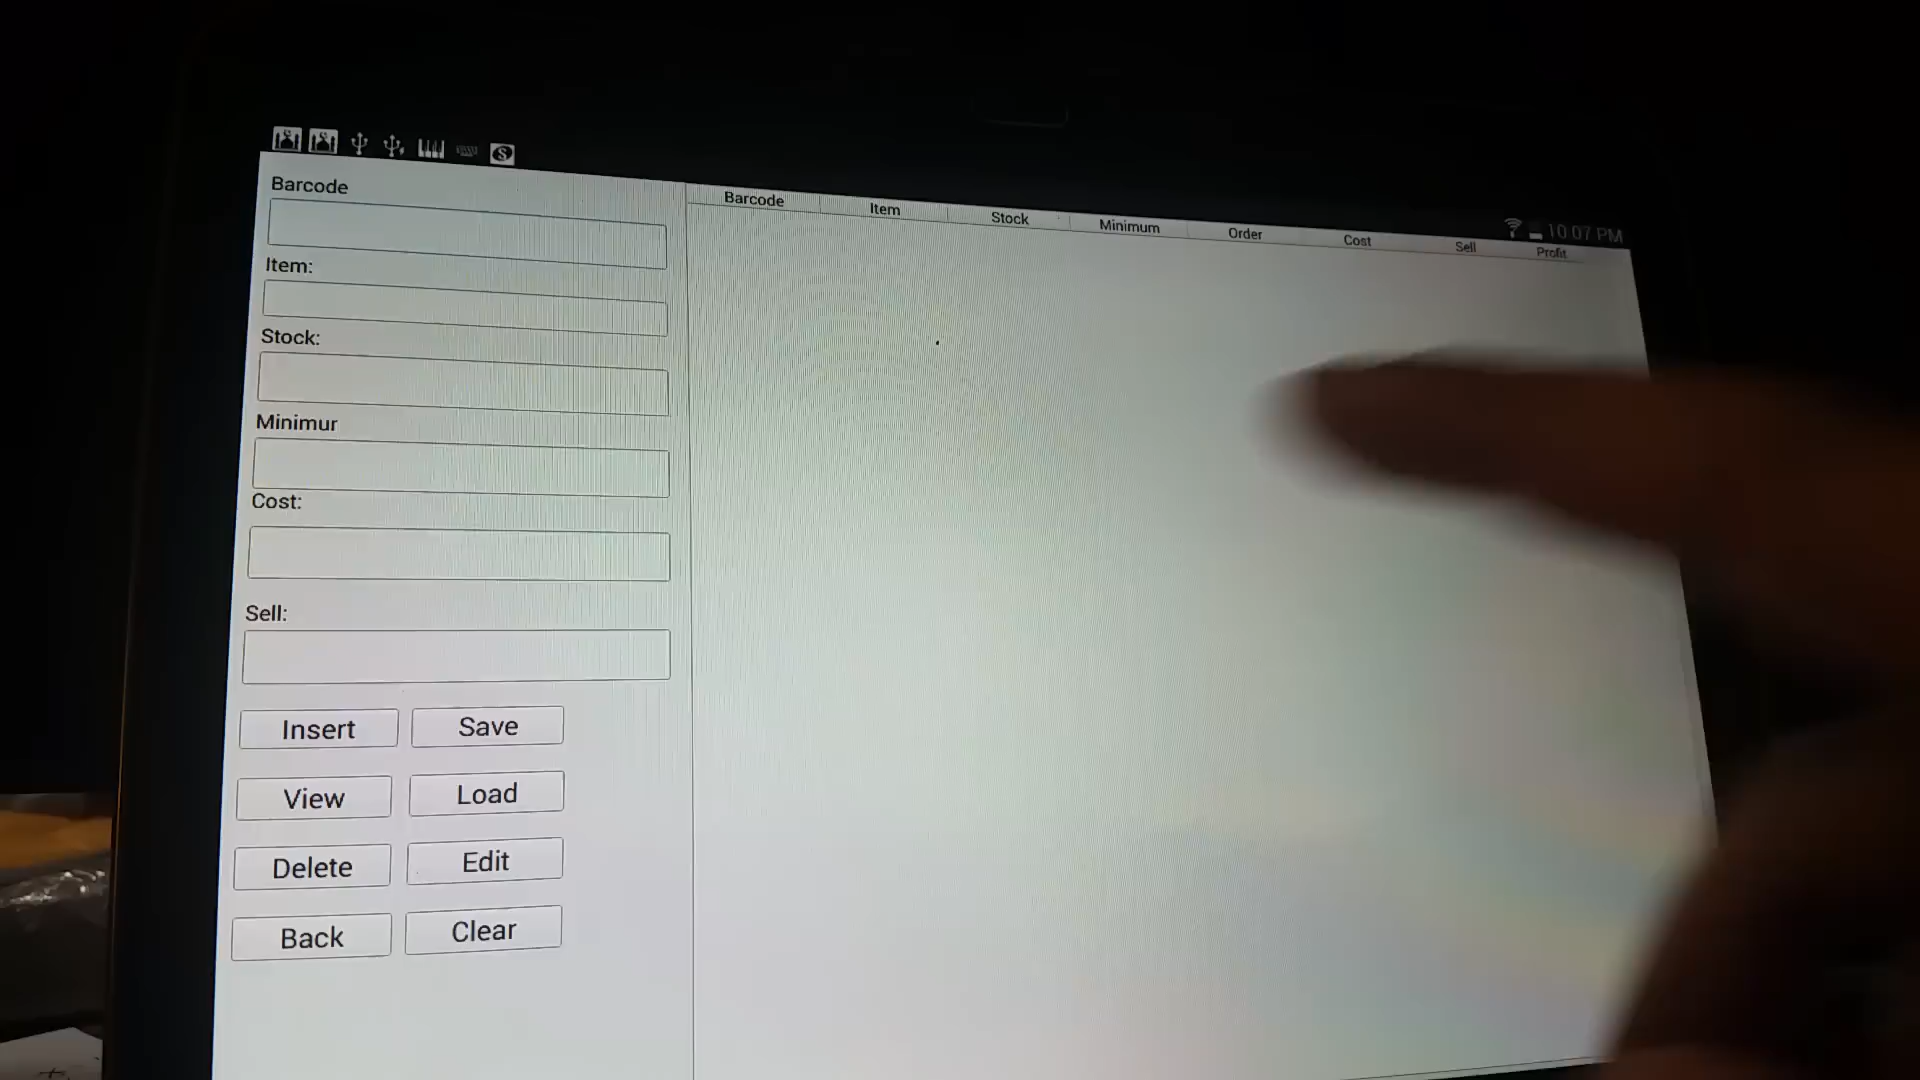 10:07 PM
Barcode
Item:
Stock:
Minimur
Cost:
Sell:
Insert Save
View Load
Delete Edit
Back Clear
Barcode Item Stock Minimum Order Cost Sell Profit